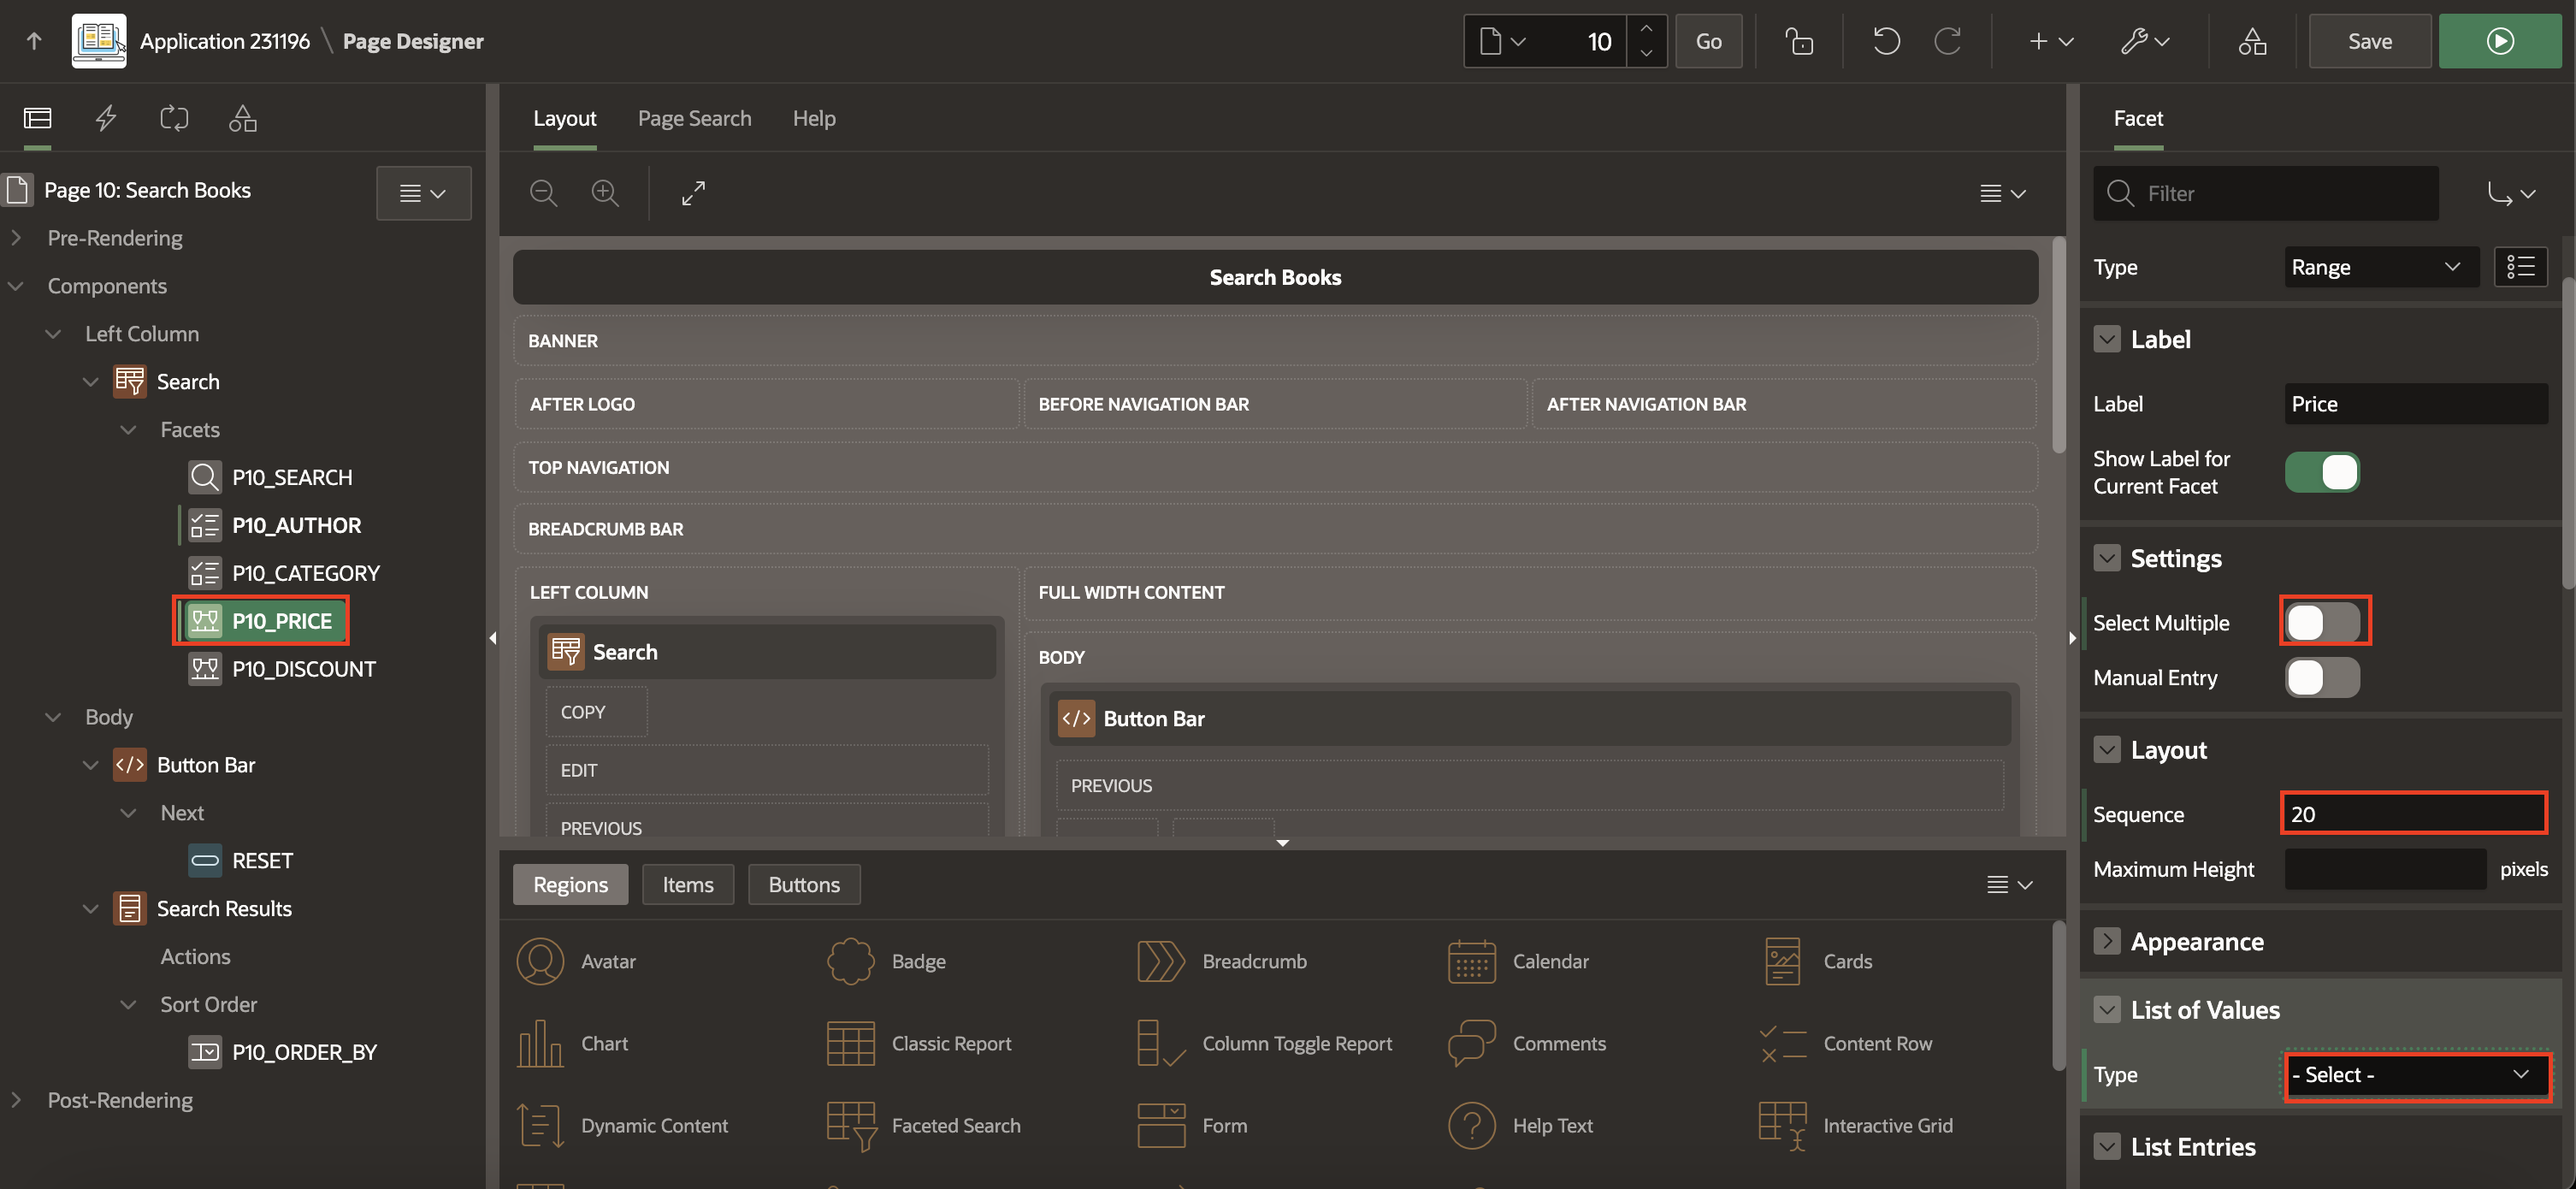 Application 231196 \ Page Designer
10
Go
Save
Page 10: Search Books
Pre-Rendering
Components
Left Column
Search
Facets
P10_SEARCH
P10_AUTHOR
P10_CATEGORY
P10_PRICE
P10_DISCOUNT
Body
Button Bar
Next
RESET
Search Results
Actions
Sort Order
P10_ORDER_BY
Post-Rendering
Layout Page Search Help
Search Books
BANNER
AFTER LOGO BEFORE NAVIGATION BAR AFTER NAVIGATION BAR
TOP NAVIGATION
BREADCRUMB BAR
LEFT COLUMN
Search
COPY
EDIT
PREVIOUS
FULL WIDTH CONTENT
BODY
</> Button Bar
PREVIOUS
Regions Items Buttons
Avatar Badge Breadcrumb Calendar Cards
Chart Classic Report Column Toggle Report Comments Content Row
Dynamic Content Faceted Search Form Help Text Interactive Grid
Facet
Filter
Type Range
Label
Label Price
Show Label for
Current Facet
Settings
Select Multiple
Manual Entry
Layout
Sequence 20
Maximum Height pixels
Appearance
List of Values
Type - Select -
List Entries